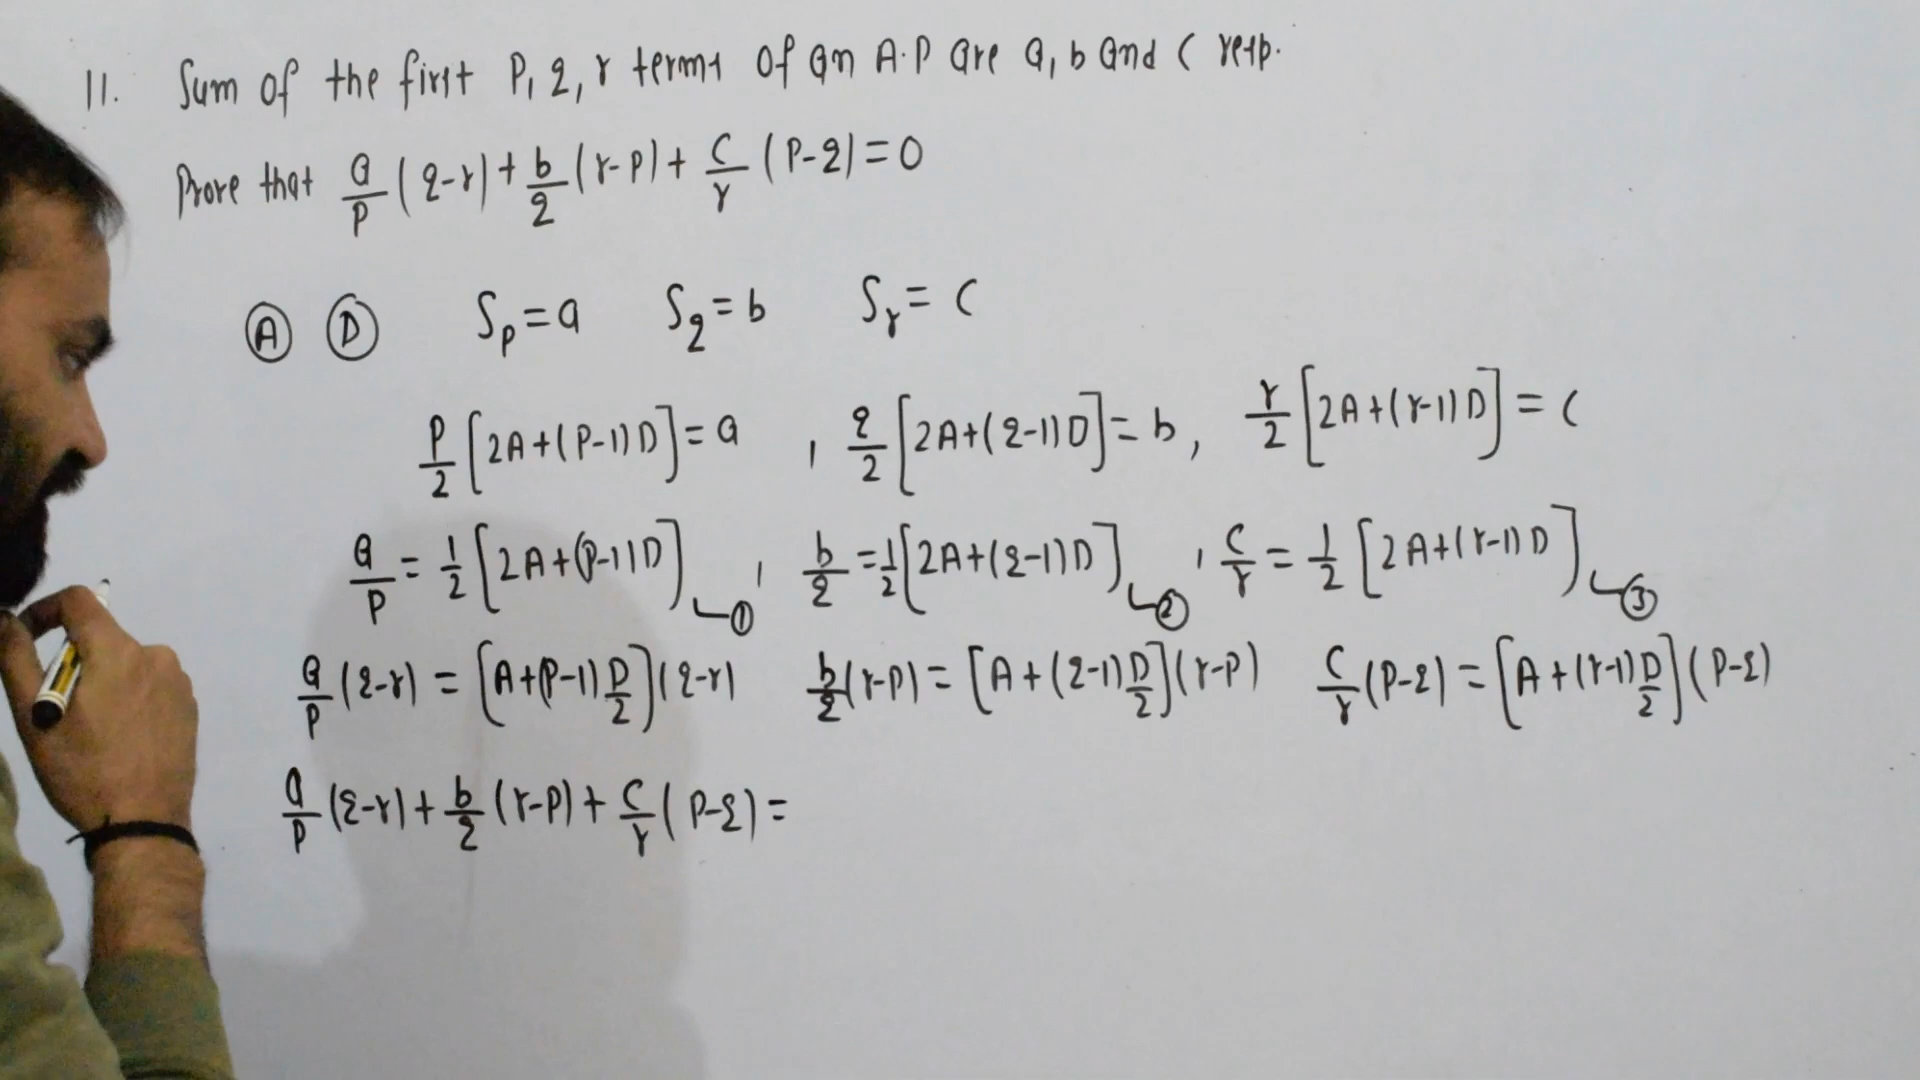 11. Sum of the first P, q, r terms of an A.P are a, b and c resp.
Prove that a/P (q-r) + b/q (r-P) + c/r (P-q) = 0
Ⓐ Ⓓ S_P = a S_q = b S_r = c
P/2 [2A+(P-1)D] = a , q/2 [2A+(q-1)D] = b , r/2 [2A+(r-1)D] = c
a/P = 1/2 [2A+(P-1)D] ↳① , b/q = 1/2 [2A+(q-1)D] ↳② , c/r = 1/2 [2A+(r-1)D] ↳③
a/P (q-r) = [A+(P-1)D/2](q-r) b/q (r-P) = [A+(q-1)D/2](r-P) c/r (P-q) = [A+(r-1)D/2](P-q)
a/P (q-r) + b/q (r-P) + c/r (P-q) =